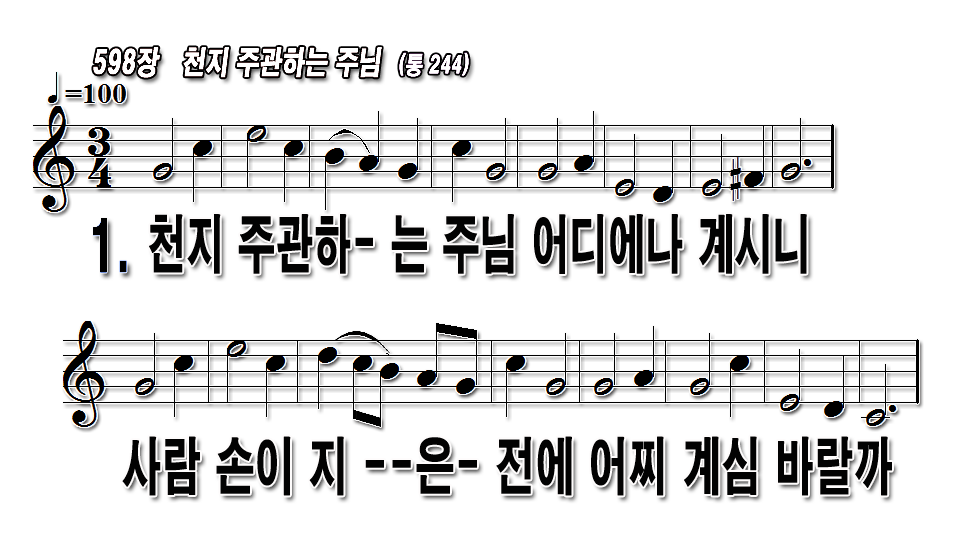 598장 천지 주관하는 주님 (통 244)
♩=100
3
4
1. 천지 주관하- 는 주님 어디에나 계시니
사람 손이 지 --은- 전에 어찌 계심 바랄까